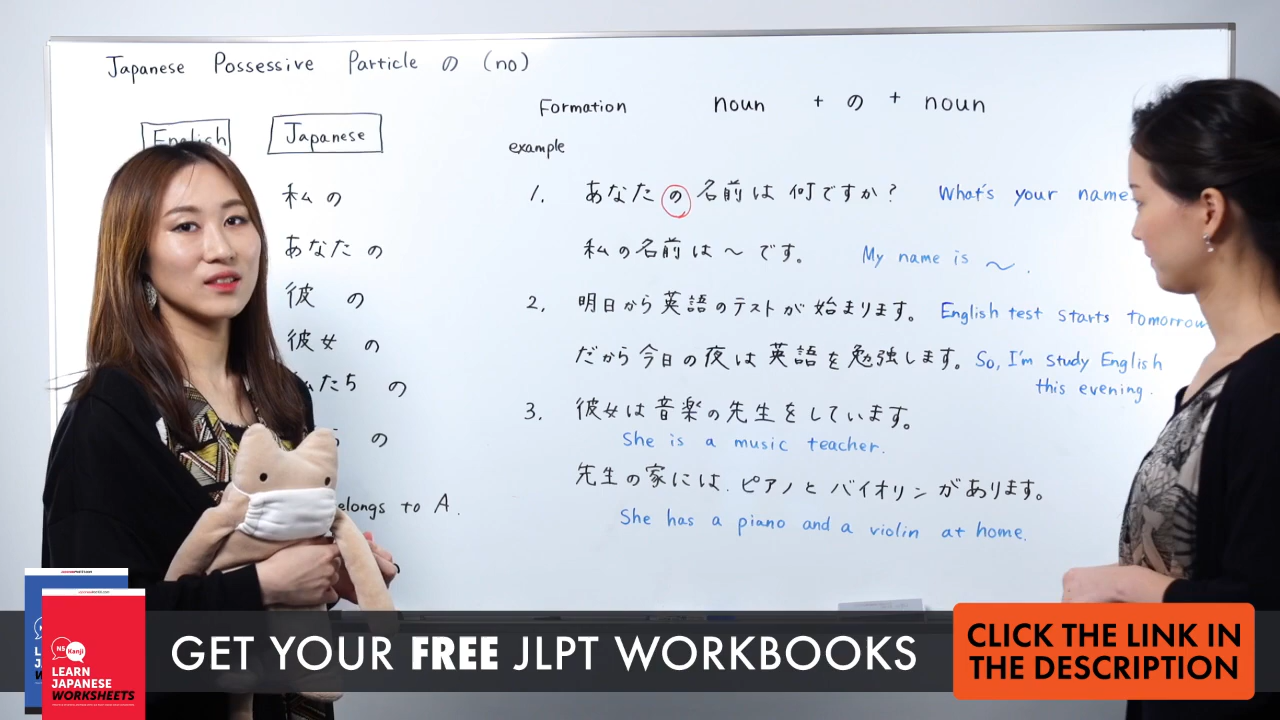 Japanese Possessive Particle の (no)
English
Japanese
私 の
あなた の
彼 の
彼女 の
たち の
の
elongs to A.
Formation noun + の + noun
example
1. あなた の 名前 は 何ですか? What's your name
私の名前は〜です。 My name is 〜.
2. 明日から英語のテストが始まります。 English test starts tomorrow
だから今日の夜は英語を勉強します。 So, I'm study English
this evening.
3. 彼女は音楽の先生をしています。
She is a music teacher.
先生の家には、ピアノとバイオリンがあります。
She has a piano and a violin at home.
NS Kanji
LEARN
JAPANESE
WORKSHEETS
GET YOUR FREE JLPT WORKBOOKS
CLICK THE LINK IN
THE DESCRIPTION